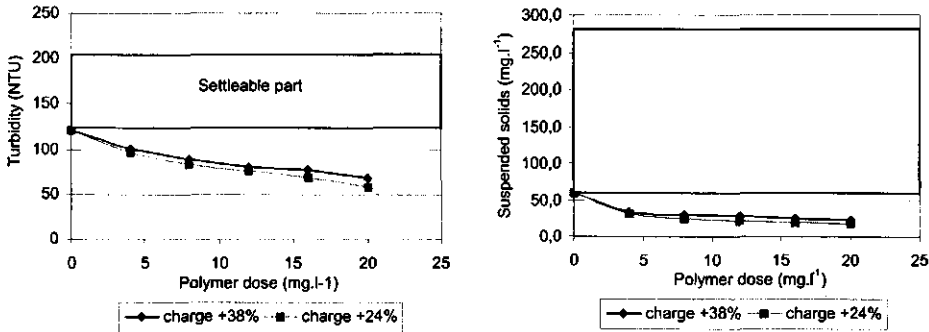 250
200
150
100
50
0
Turbidity (NTU)
Settleable part
0 5 10 15 20 25
Polymer dose (mg.l-1)
charge +38% charge +24%
300,0
250,0
200,0
150,0
100,0
50,0
0,0
Suspended solids (mg.l⁻¹)
0 5 10 15 20 25
Polymer dose (mg.l¹)
charge +38% charge +24%